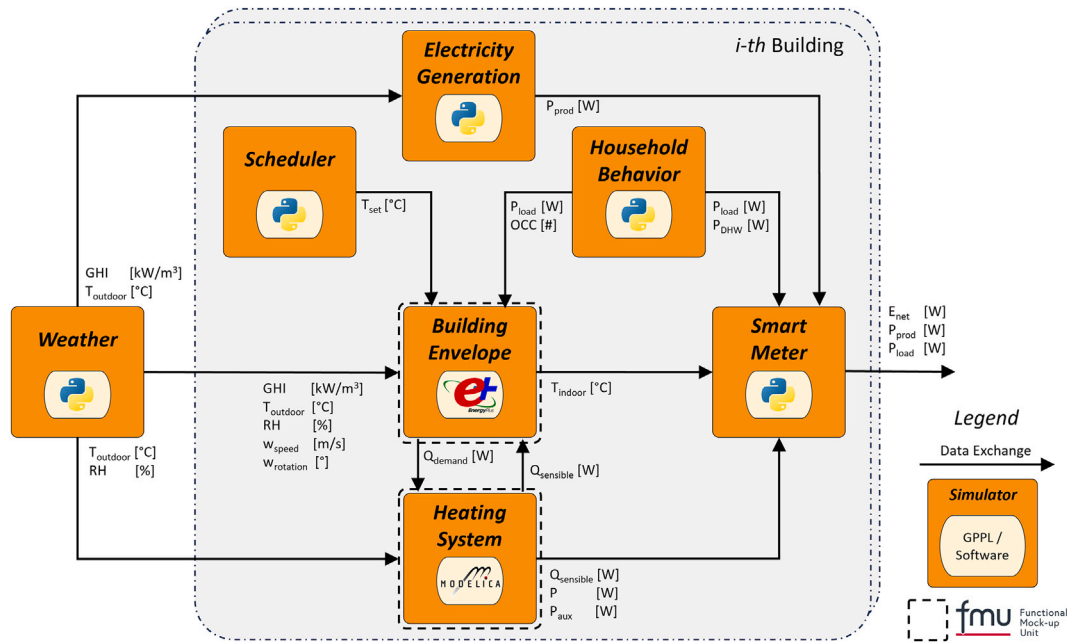 i-th Building
Electricity
Generation
P_prod [W]
Scheduler
T_set [°C]
Household
Behavior
P_load [W]
OCC [#]
P_load [W]
P_DHW [W]
GHI [kW/m³]
T_outdoor [°C]
Weather
GHI [kW/m³]
T_outdoor [°C]
RH [%]
w_speed [m/s]
w_rotation [°]
T_outdoor [°C]
RH [%]
Building
Envelope
e+
EnergyPlus
T_indoor [°C]
Smart
Meter
E_net [W]
P_prod [W]
P_load [W]
Q_demand [W]
Q_sensible [W]
Heating
System
MODELICA
Q_sensible [W]
P [W]
P_aux [W]
Legend
Data Exchange
Simulator
GPPL /
Software
fmu
Functional
Mock-up
Unit